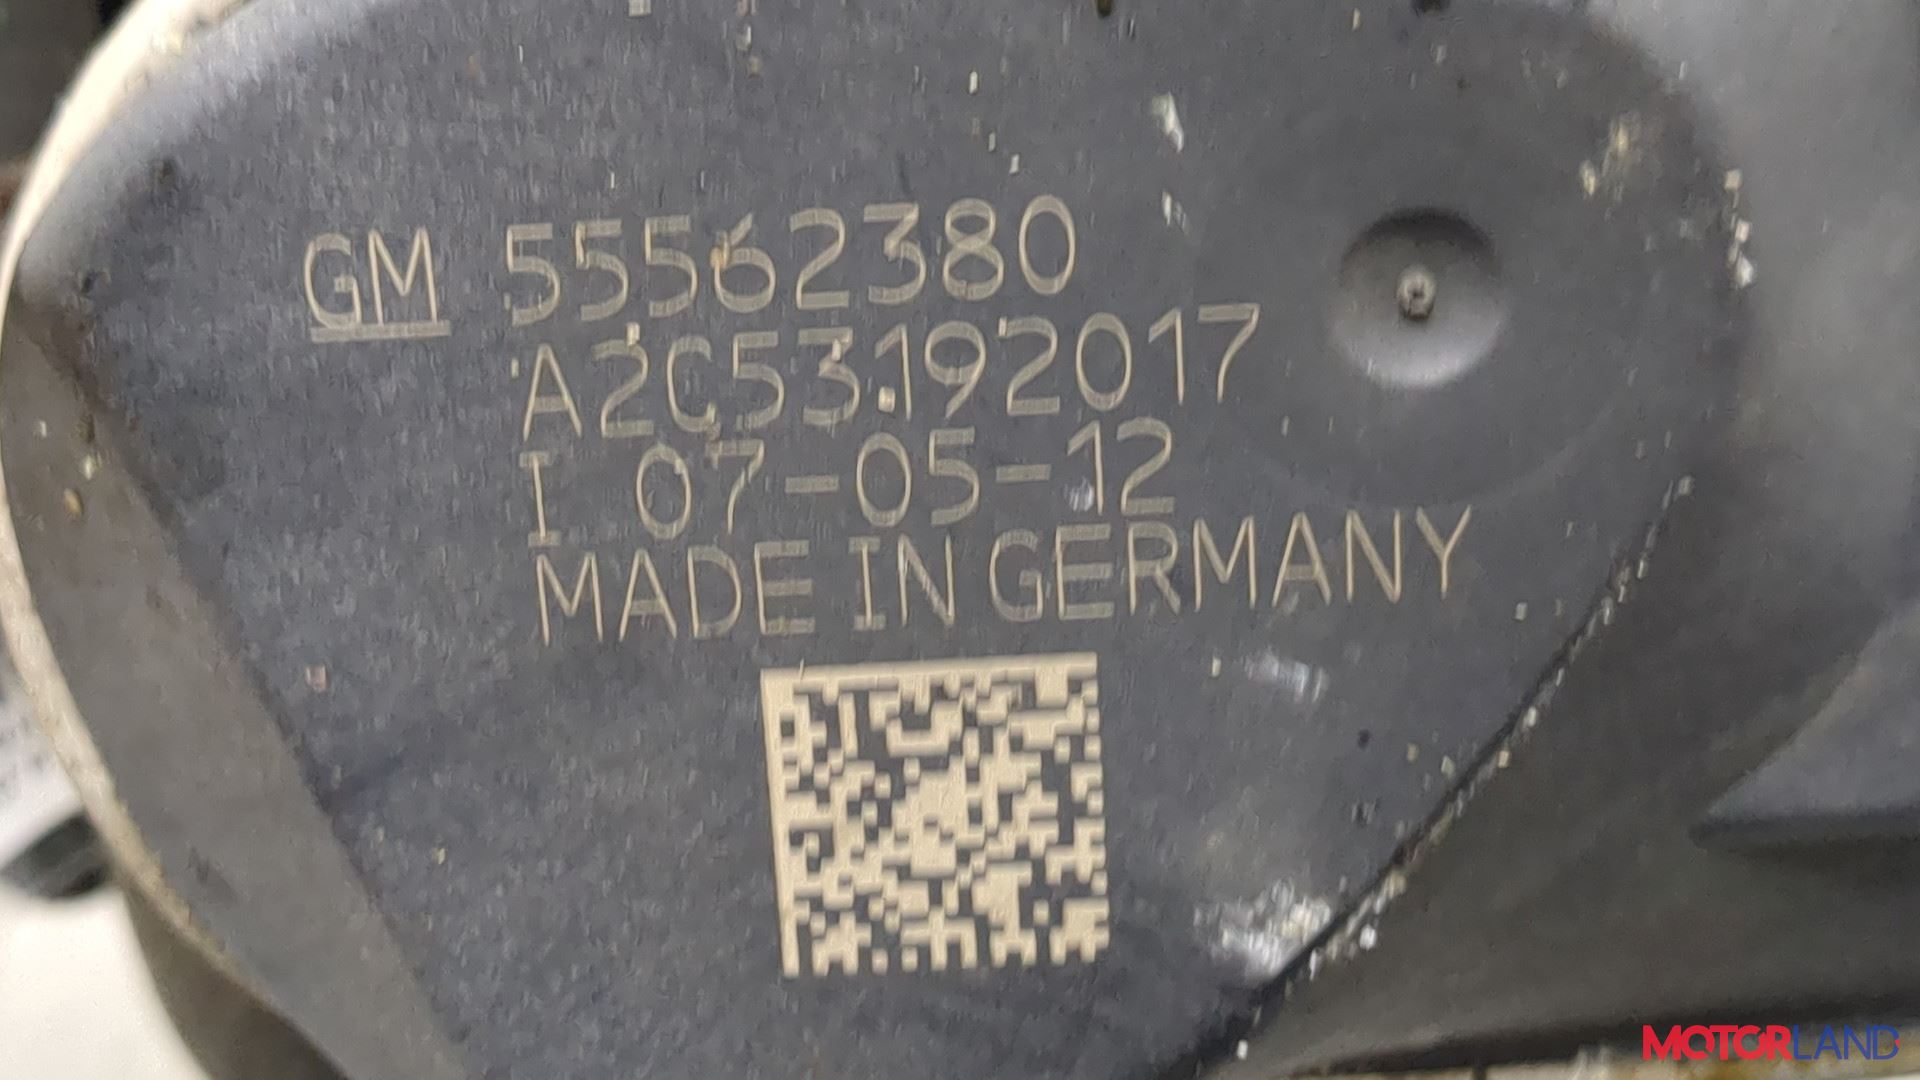 GM 55562380
A2C53192017
I 07-05-12
MADE IN GERMANY
MOTORLAND